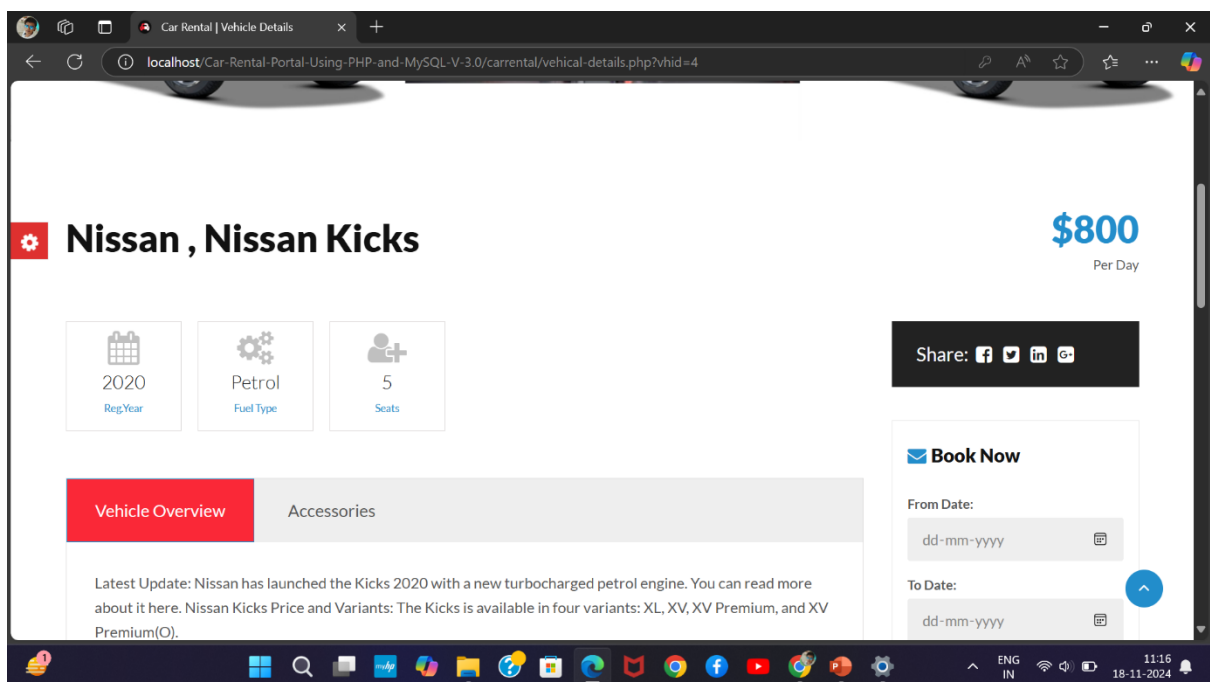 Car Rental | Vehicle Details
localhost/Car-Rental-Portal-Using-PHP-and-MySQL-V-3.0/carrental/vehical-details.php?vhid=4
Nissan , Nissan Kicks
$800
Per Day
2020
Reg.Year
Petrol
Fuel Type
5
Seats
Share:
Book Now
From Date:
dd-mm-yyyy
To Date:
dd-mm-yyyy
Vehicle Overview
Accessories
Latest Update: Nissan has launched the Kicks 2020 with a new turbocharged petrol engine. You can read more
about it here. Nissan Kicks Price and Variants: The Kicks is available in four variants: XL, XV, XV Premium, and XV
Premium(O).
1
myhp
ENG
IN
11:16
18-11-2024